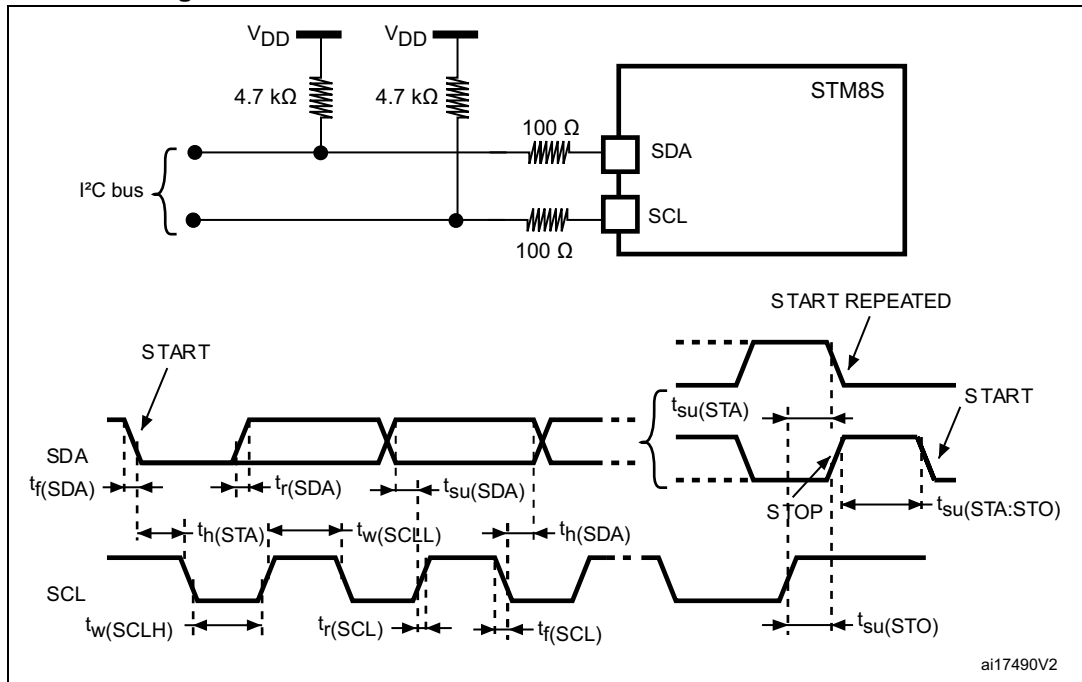 VDD
VDD
4.7 kΩ
4.7 kΩ
STM8S
100 Ω
SDA
I²C bus
SCL
100 Ω
START REPEATED
START
START
tsu(STA)
SDA
tf(SDA)
tr(SDA)
tsu(SDA)
STOP
tsu(STA:STO)
th(STA)
tw(SCLL)
th(SDA)
SCL
tw(SCLH)
tr(SCL)
tf(SCL)
tsu(STO)
ai17490V2